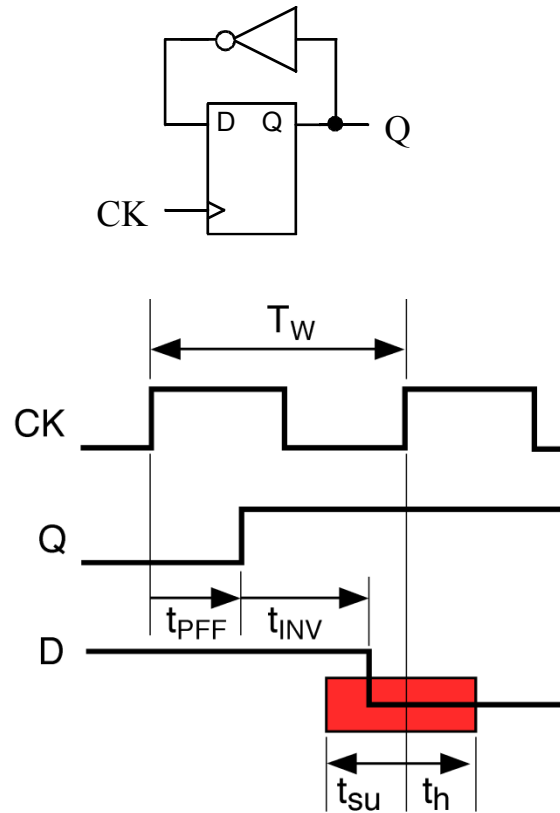 D Q
Q
CK
T_W
CK
Q
t_PFF t_INV
D
t_su t_h